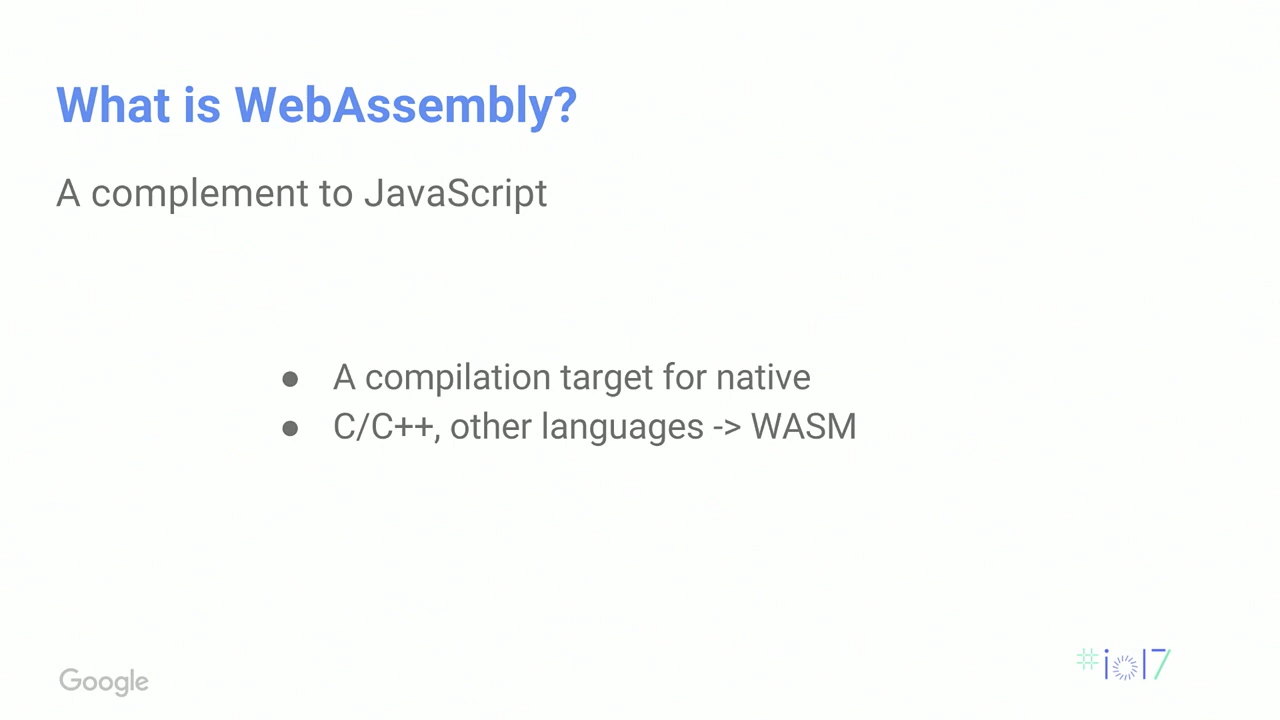 What is WebAssembly?
A complement to JavaScript
● A compilation target for native
● C/C++, other languages -> WASM
Google
#io17